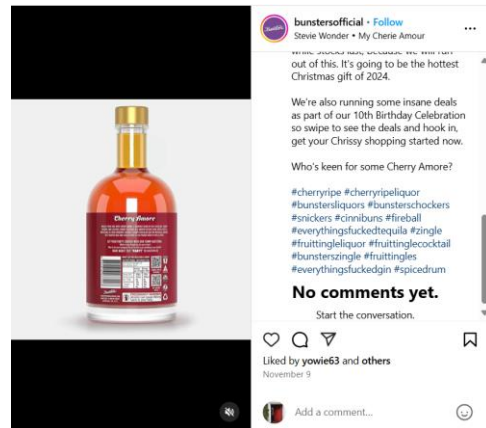 bunstersofficial • Follow
Stevie Wonder • My Cherie Amour
while stocks last, because we will run
out of this. It's going to be the hottest
Christmas gift of 2024.
We're also running some insane deals
as part of our 10th Birthday Celebration
so swipe to see the deals and hook in,
get your Chrissy shopping started now.
Who's keen for some Cherry Amore?
#cherryripe #cherryripeliquor
#bunstersliquors #bunsterschockers
#snickers #cinnibuns #fireball
#everythingsfuckedtequila #zingle
#fruittingleliquor #fruittinglecocktail
#bunsterszingle #fruittingles
#everythingsfuckedgin #spicedrum
No comments yet.
Start the conversation.
Liked by yowie63 and others
November 9
Add a comment...
Cherry Amore